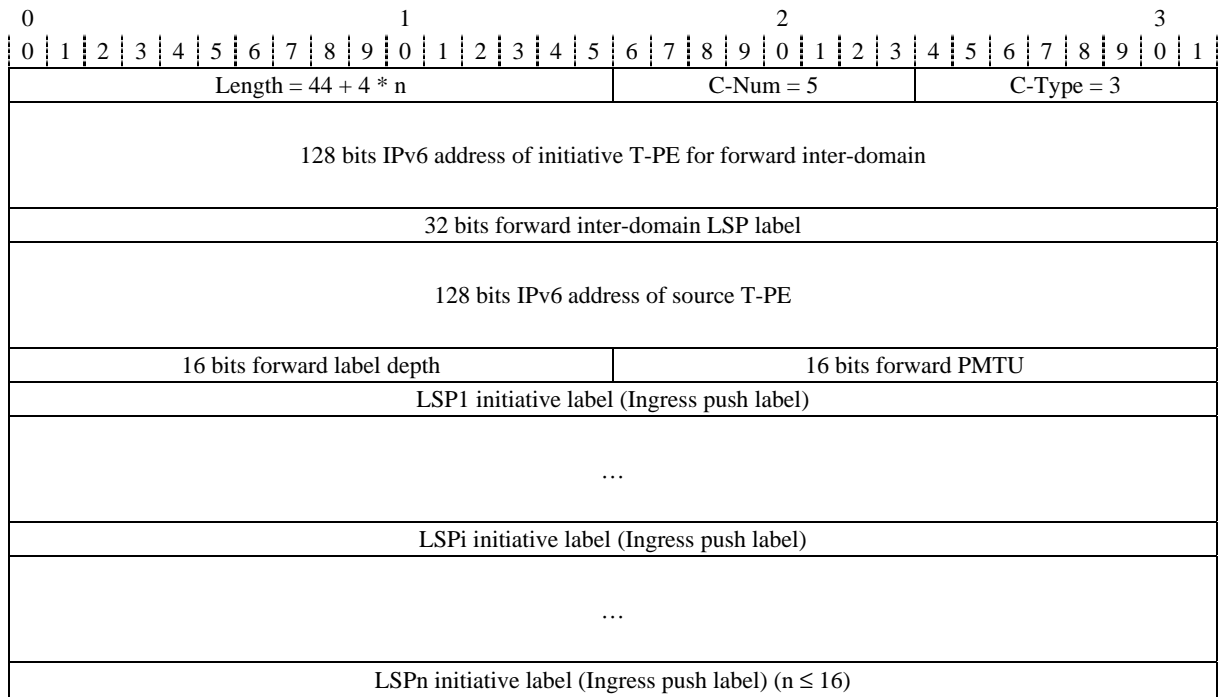 0 1 2 3
0 1 2 3 4 5 6 7 8 9 0 1 2 3 4 5 6 7 8 9 0 1 2 3 4 5 6 7 8 9 0 1
Length = 44 + 4 * n C-Num = 5 C-Type = 3
128 bits IPv6 address of initiative T-PE for forward inter-domain
32 bits forward inter-domain LSP label
128 bits IPv6 address of source T-PE
16 bits forward label depth 16 bits forward PMTU
LSP1 initiative label (Ingress push label)
…
LSPi initiative label (Ingress push label)
…
LSPn initiative label (Ingress push label) (n ≤ 16)